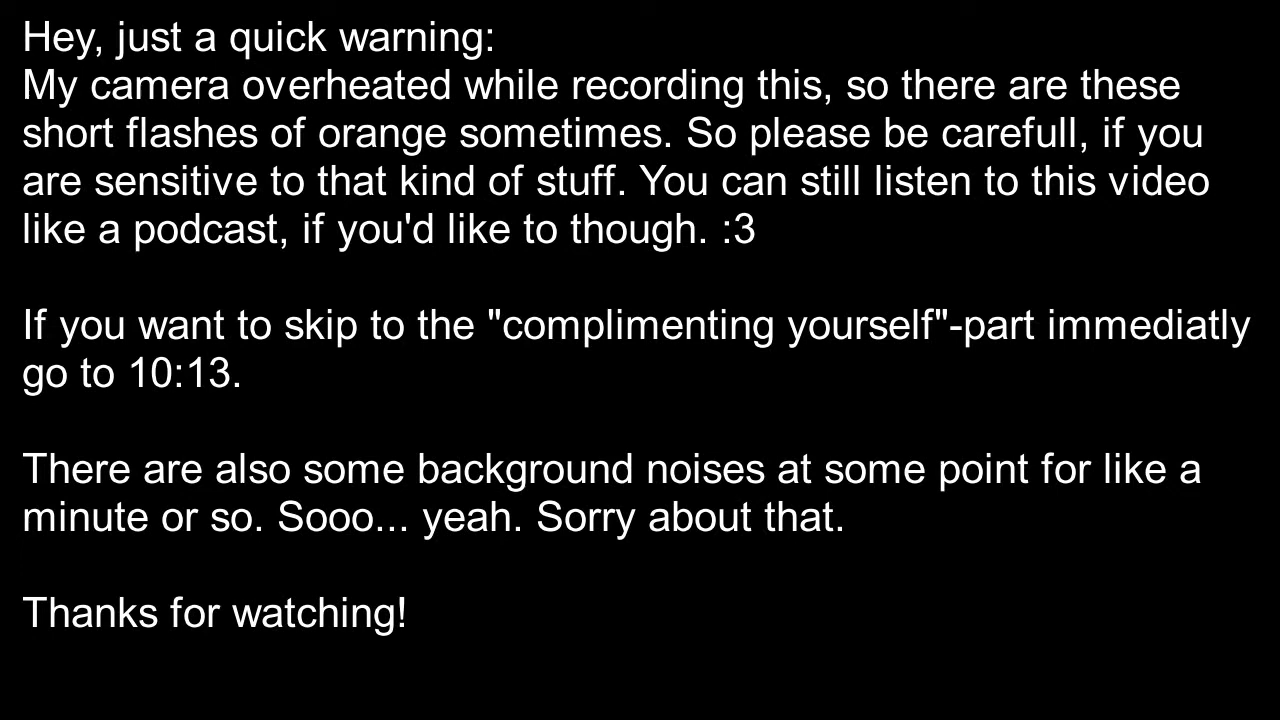 Hey, just a quick warning:
My camera overheated while recording this, so there are these
short flashes of orange sometimes. So please be carefull, if you
are sensitive to that kind of stuff. You can still listen to this video
like a podcast, if you'd like to though. :3
If you want to skip to the "complimenting yourself"-part immediatly
go to 10:13.
There are also some background noises at some point for like a
minute or so. Sooo... yeah. Sorry about that.
Thanks for watching!